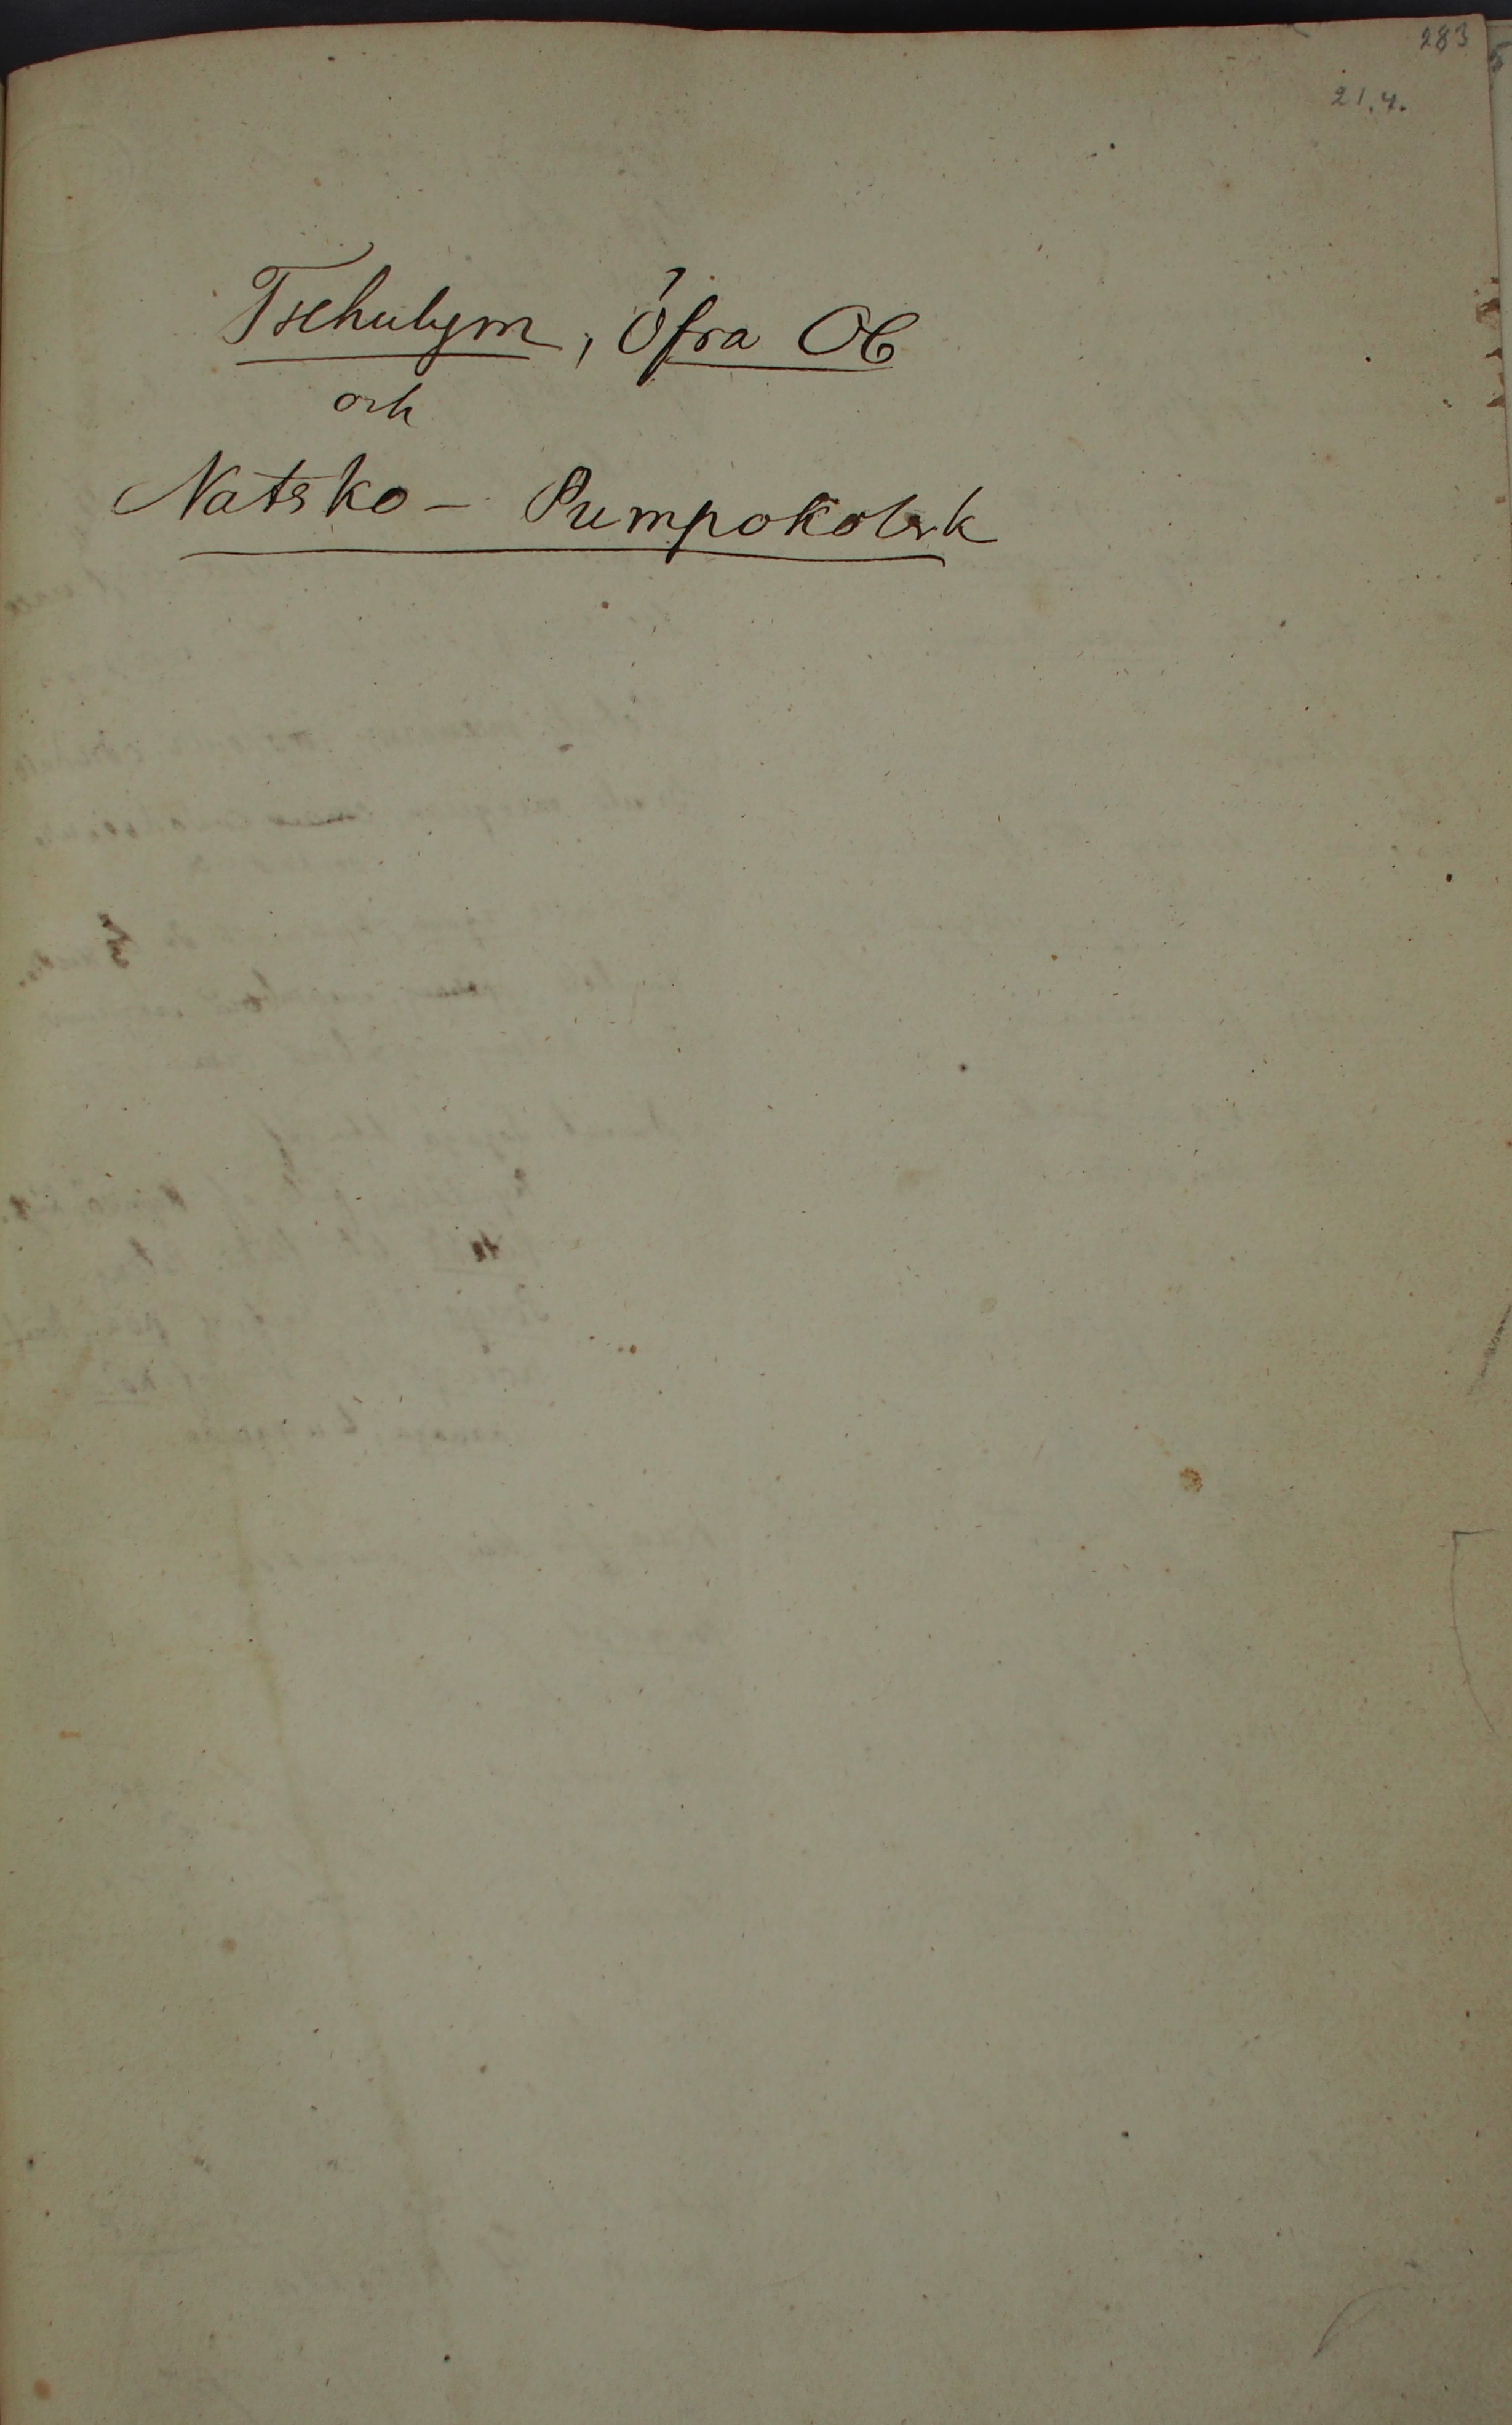 283
21.4.
Tschulym, Öfra Ob
och
Natsko - Pumpokolsk